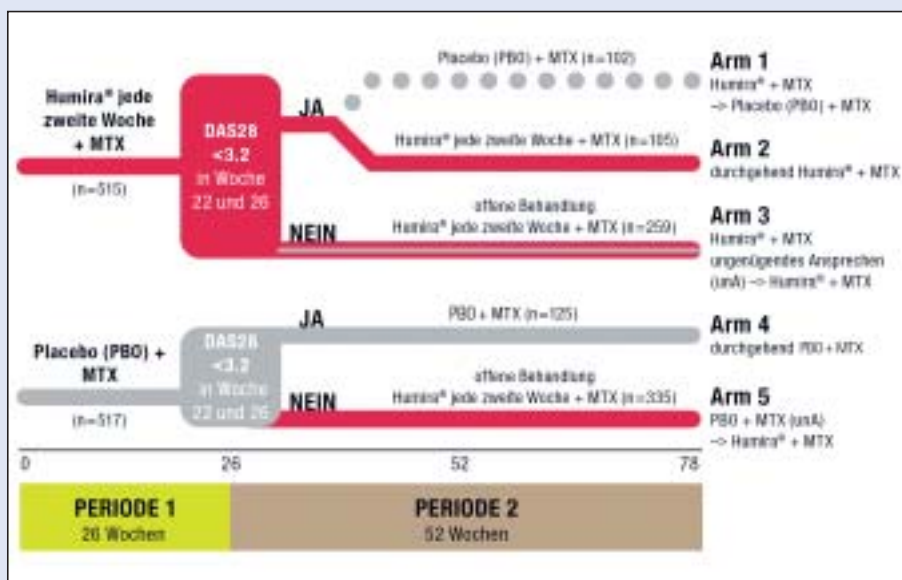 Humira® jede
zweite Woche
+ MTX
(n=515)
DAS28
<3.2
in Woche
22 und 26
JA
Placebo (PBO) + MTX (n=102)
Humira® jede zweite Woche + MTX (n=105)
NEIN
offene Behandlung
Humira® jede zweite Woche + MTX (n=259)
Arm 1
Humira® + MTX
–> Placebo (PBO) + MTX
Arm 2
durchgehend Humira® + MTX
Arm 3
Humira® + MTX
ungenügendes Ansprechen
(unA) –> Humira® + MTX
Placebo (PBO) +
MTX
(n=517)
DAS28
<3.2
in Woche
22 und 26
JA
PBO + MTX (n=125)
NEIN
offene Behandlung
Humira® jede zweite Woche + MTX (n=335)
Arm 4
durchgehend PBO + MTX
Arm 5
PBO + MTX (unA)
–> Humira® + MTX
0 26 52 78
PERIODE 1
26 Wochen
PERIODE 2
52 Wochen